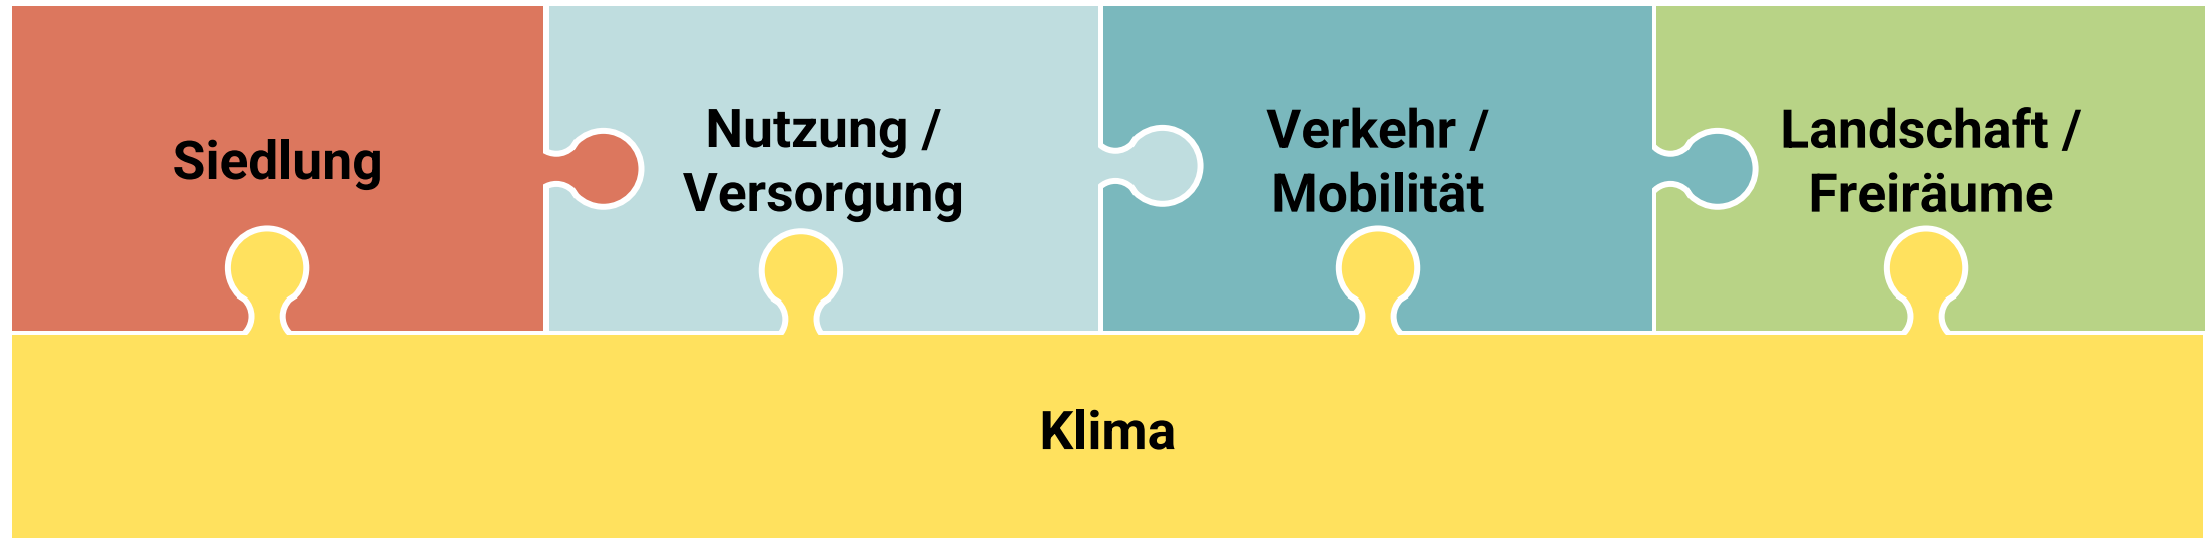 Siedlung
Nutzung /
Versorgung
Verkehr /
Mobilität
Landschaft /
Freiräume
Klima